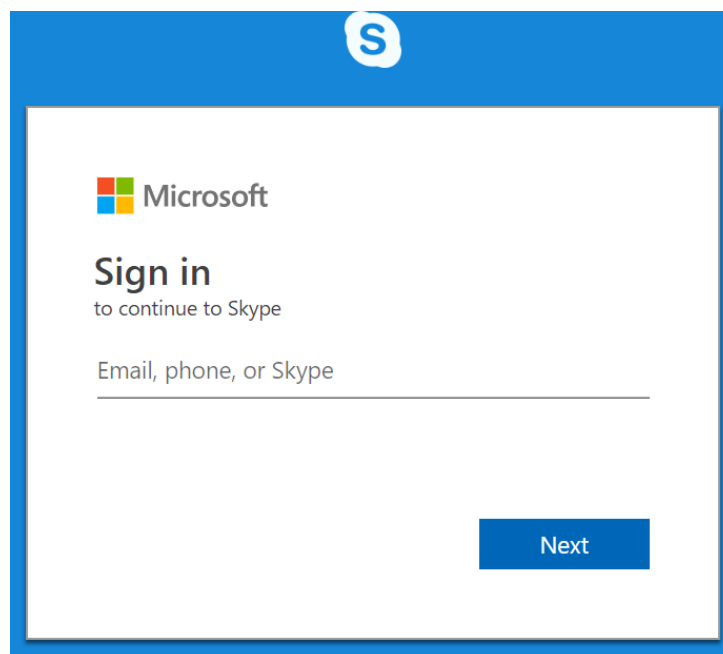 S
Microsoft
Sign in
to continue to Skype
Email, phone, or Skype
Next